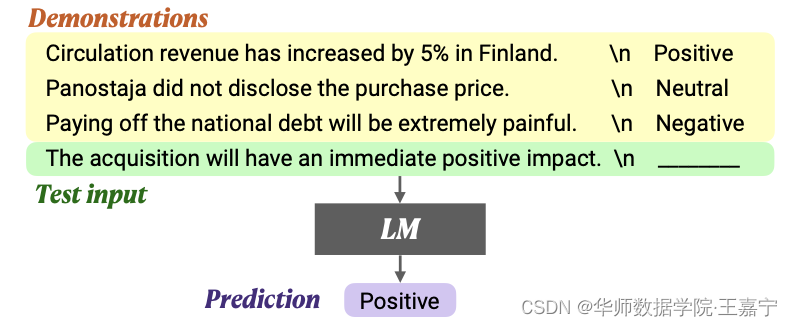 Demonstrations
Circulation revenue has increased by 5% in Finland. \n Positive
Panostaja did not disclose the purchase price. \n Neutral
Paying off the national debt will be extremely painful. \n Negative
The acquisition will have an immediate positive impact. \n ________
Test input
LM
Prediction Positive
CSDN @华师数据学院·王嘉宁